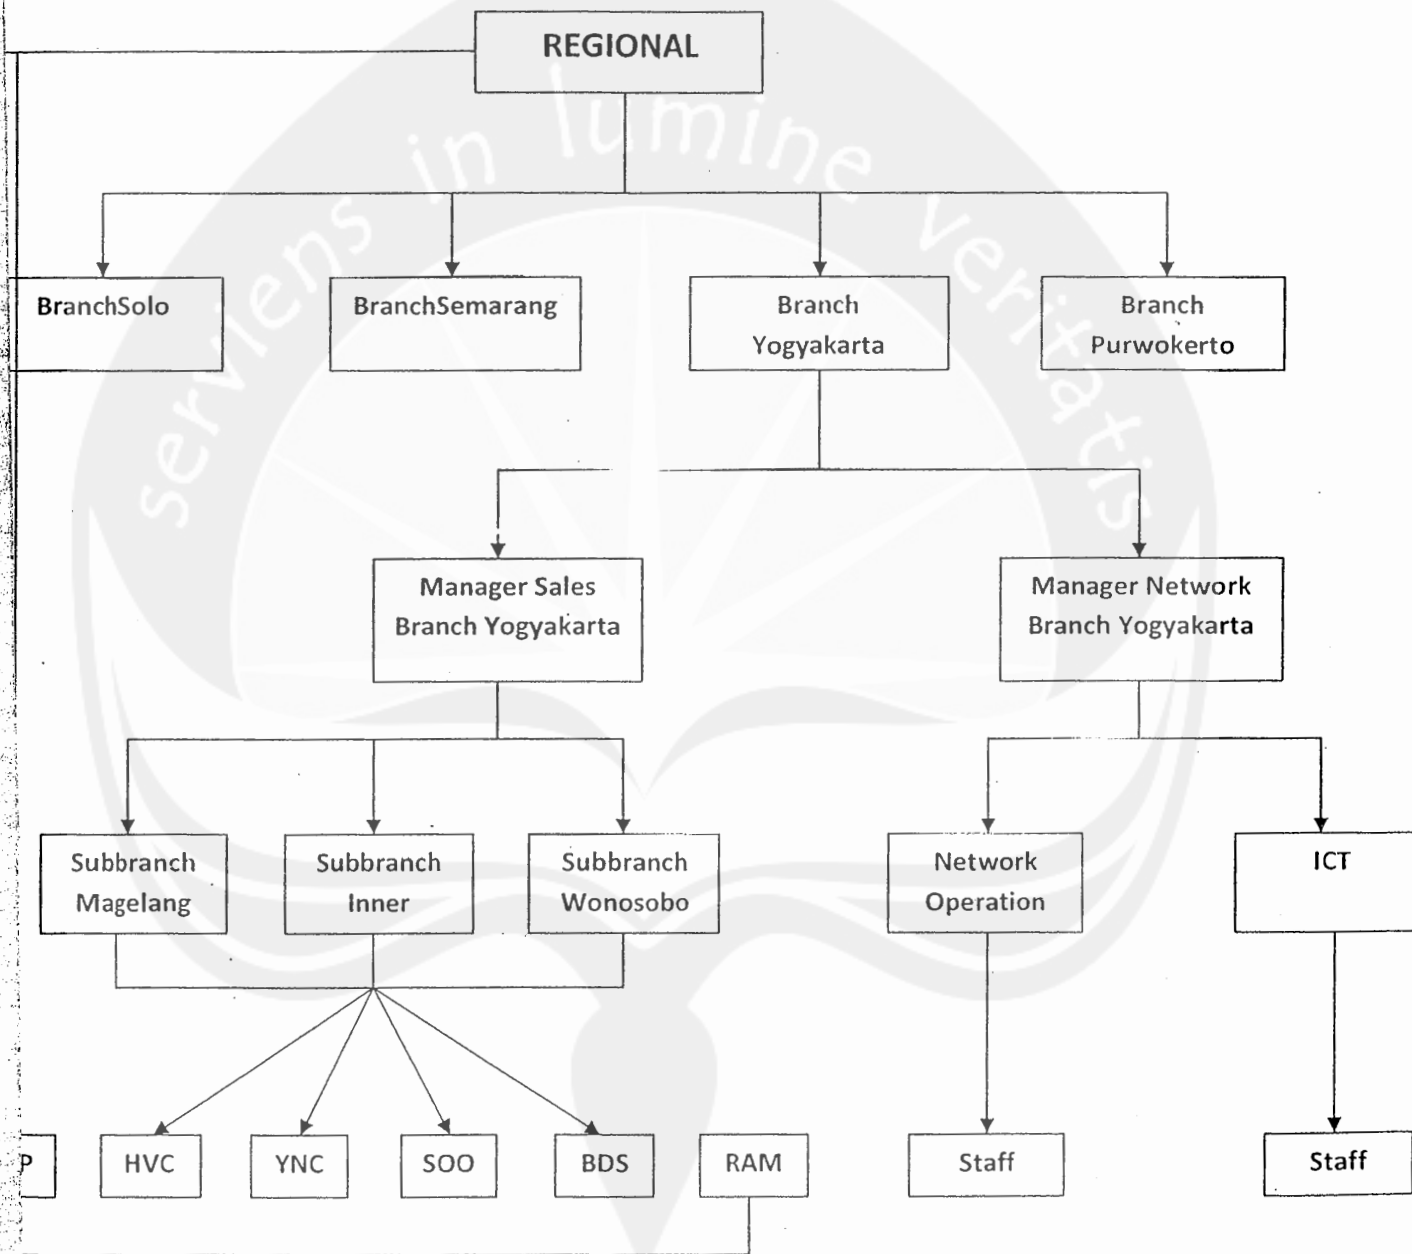 REGIONAL
serviens in lumine veritatis
BranchSolo
BranchSemarang
Branch
Yogyakarta
Branch
Purwokerto
Manager Sales
Branch Yogyakarta
Manager Network
Branch Yogyakarta
Subbranch
Magelang
Subbranch
Inner
Subbranch
Wonosobo
Network
Operation
ICT
P
HVC
YNC
SOO
BDS
RAM
Staff
Staff